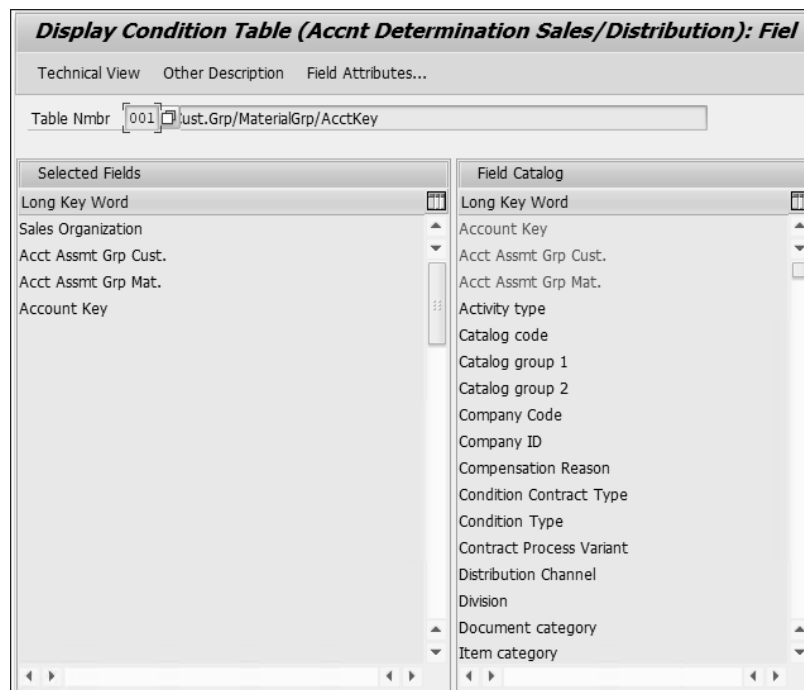 Display Condition Table (Accnt Determination Sales/Distribution): Fiel
Technical View Other Description Field Attributes...
Table Nmbr 001 ust.Grp/MaterialGrp/AcctKey
Selected Fields
Long Key Word
Sales Organization
Acct Assmt Grp Cust.
Acct Assmt Grp Mat.
Account Key
Field Catalog
Long Key Word
Account Key
Acct Assmt Grp Cust.
Acct Assmt Grp Mat.
Activity type
Catalog code
Catalog group 1
Catalog group 2
Company Code
Company ID
Compensation Reason
Condition Contract Type
Condition Type
Contract Process Variant
Distribution Channel
Division
Document category
Item category